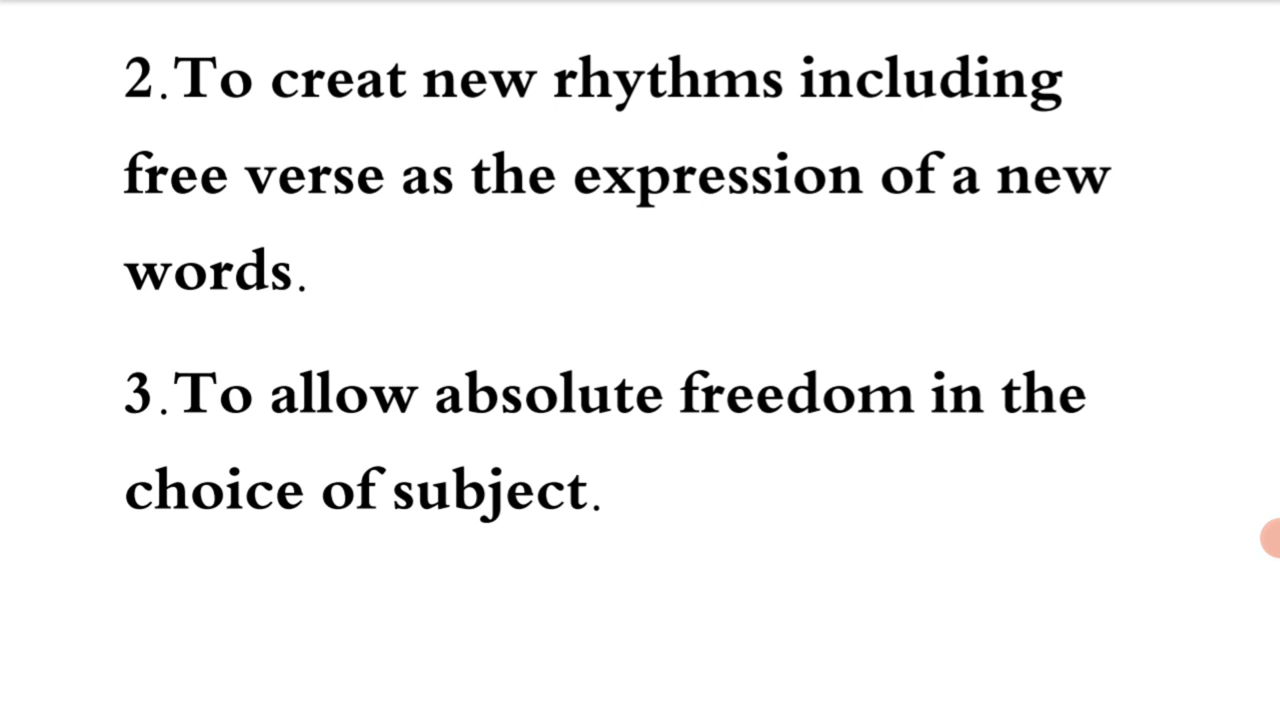 2.To creat new rhythms including
free verse as the expression of a new
words.
3.To allow absolute freedom in the
choice of subject.